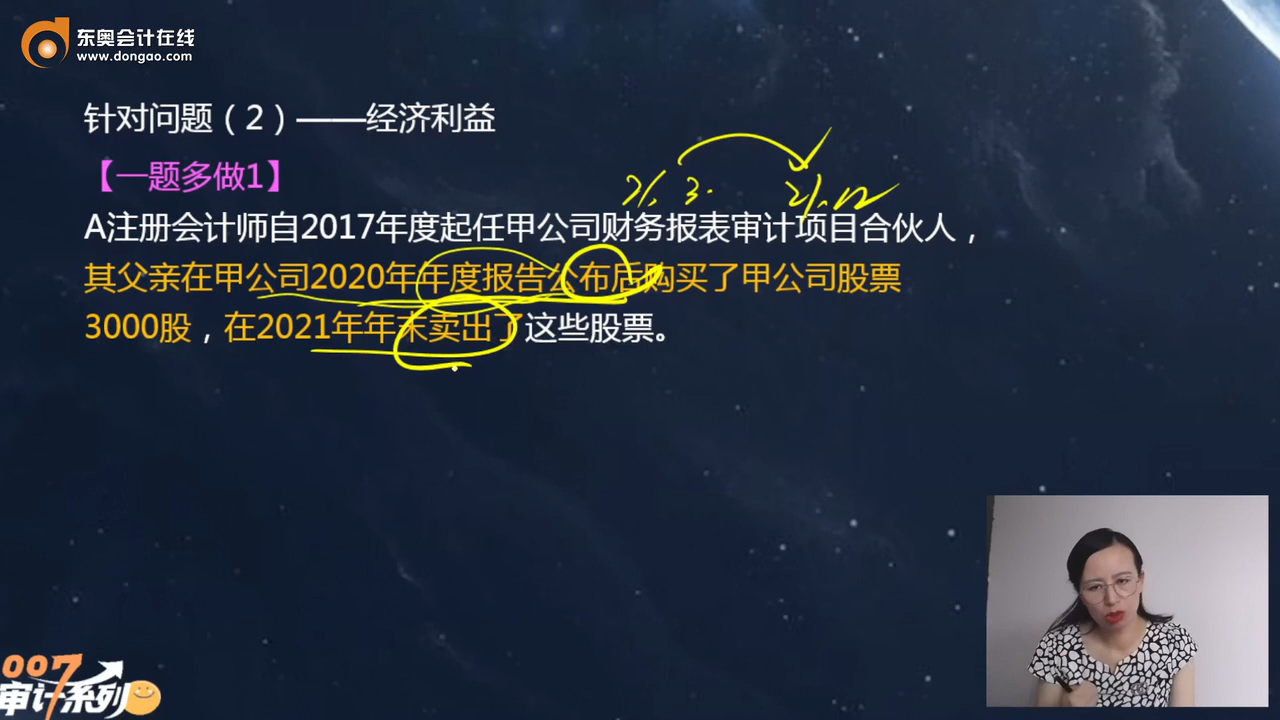 东奥会计在线
www.dongao.com
针对问题（2）——经济利益
【一题多做1】
21.3. 21.12
A注册会计师自2017年度起任甲公司财务报表审计项目合伙人，
其父亲在甲公司2020年年度报告公布后购买了甲公司股票
3000股，在2021年年末卖出了这些股票。
007
审计系列